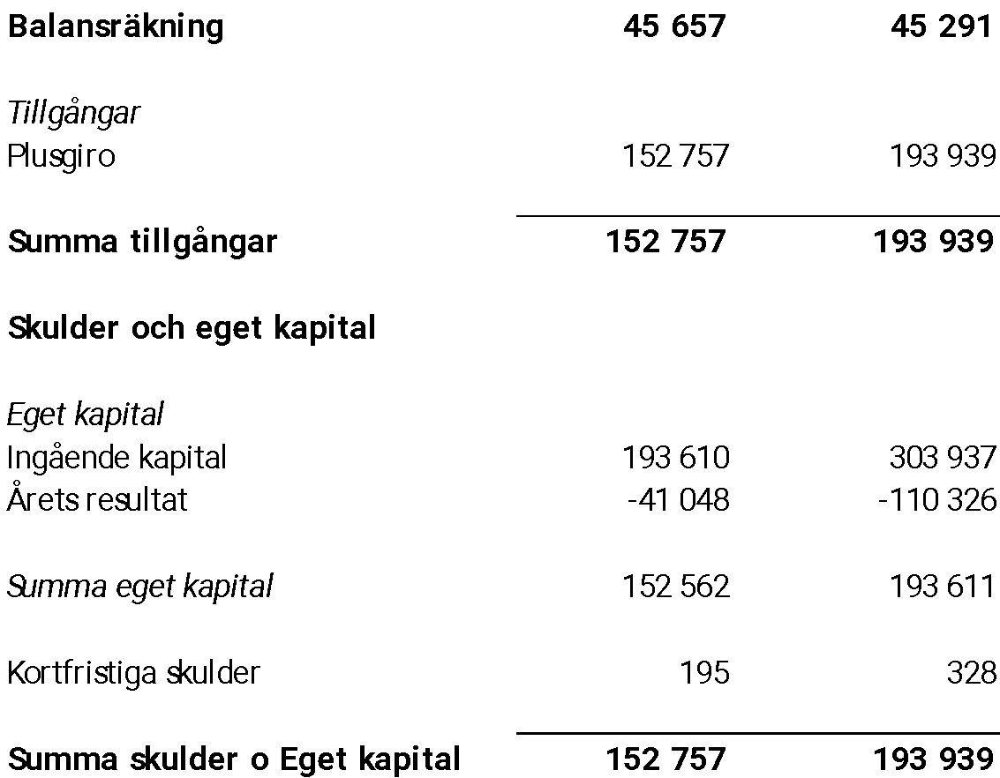 Balansräkning 45 657 45 291
Tillgångar
Plusgiro 152 757 193 939
Summa tillgångar 152 757 193 939
Skulder och eget kapital
Eget kapital
Ingående kapital 193 610 303 937
Årets resultat -41 048 -110 326
Summa eget kapital 152 562 193 611
Kortfristiga skulder 195 328
Summa skulder o Eget kapital 152 757 193 939